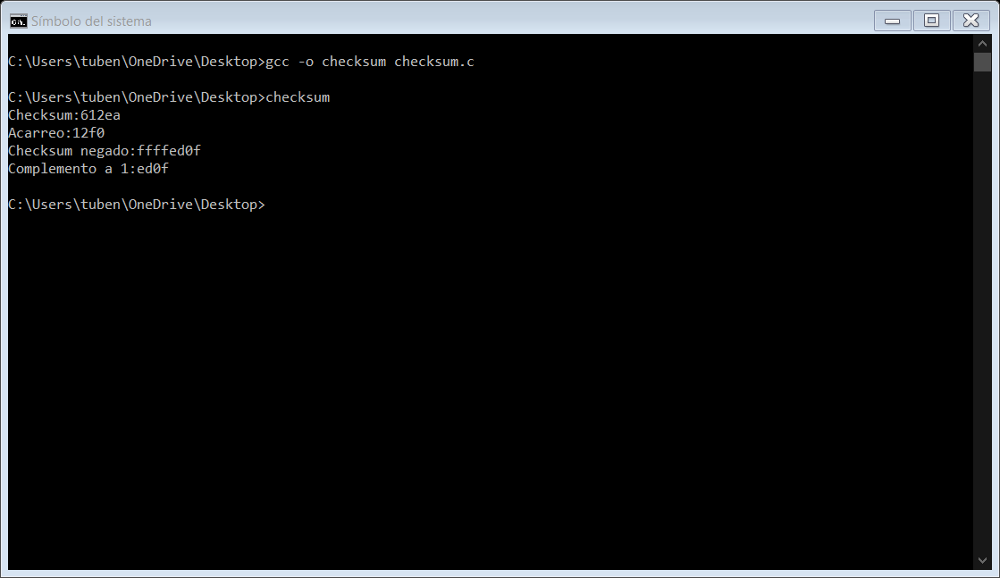 Símbolo del sistema
C:\Users\tuben\OneDrive\Desktop>gcc -o checksum checksum.c
C:\Users\tuben\OneDrive\Desktop>checksum
Checksum:612ea
Acarreo:12f0
Checksum negado:ffffed0f
Complemento a 1:ed0f
C:\Users\tuben\OneDrive\Desktop>